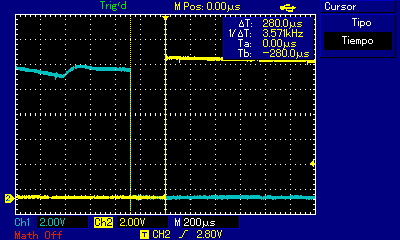 Trig'd M Pos: 0.00µs Cursor
ΔT: 280.0µs
1/ΔT: 3.571kHz
Ta: 0.00µs
Tb: -280.0µs
Tipo
Tiempo
2
Ch1 2.00V Ch2 2.00V M 200µs
Math Off T CH2 2.80V